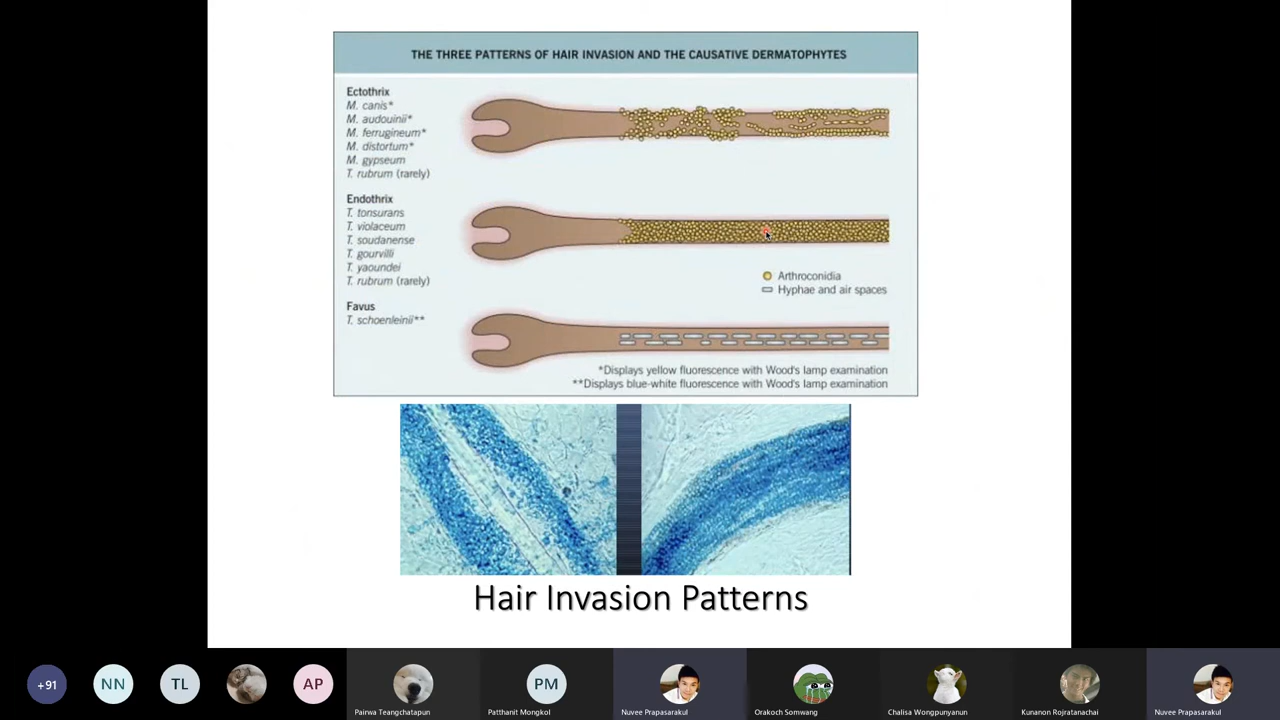 THE THREE PATTERNS OF HAIR INVASION AND THE CAUSATIVE DERMATOPHYTES
Ectothrix
M. canis*
M. audouinii*
M. ferrugineum*
M. distortum*
M. gypseum
T. rubrum (rarely)
Endothrix
T. tonsurans
T. violaceum
T. soudanense
T. gourvilli
T. yaoundei
T. rubrum (rarely)
Arthroconidia
Hyphae and air spaces
Favus
T. schoenleinii**
*Displays yellow fluorescence with Wood's lamp examination
**Displays blue-white fluorescence with Wood's lamp examination
Hair Invasion Patterns
+91
NN
TL
AP
PM
Pairwa Teangchatapun
Patthanit Mongkol
Nuvee Prapasarakul
Orakoch Somwang
Chalisa Wongpunyanun
Kunanon Rojratanachai
Nuvee Prapasarakul